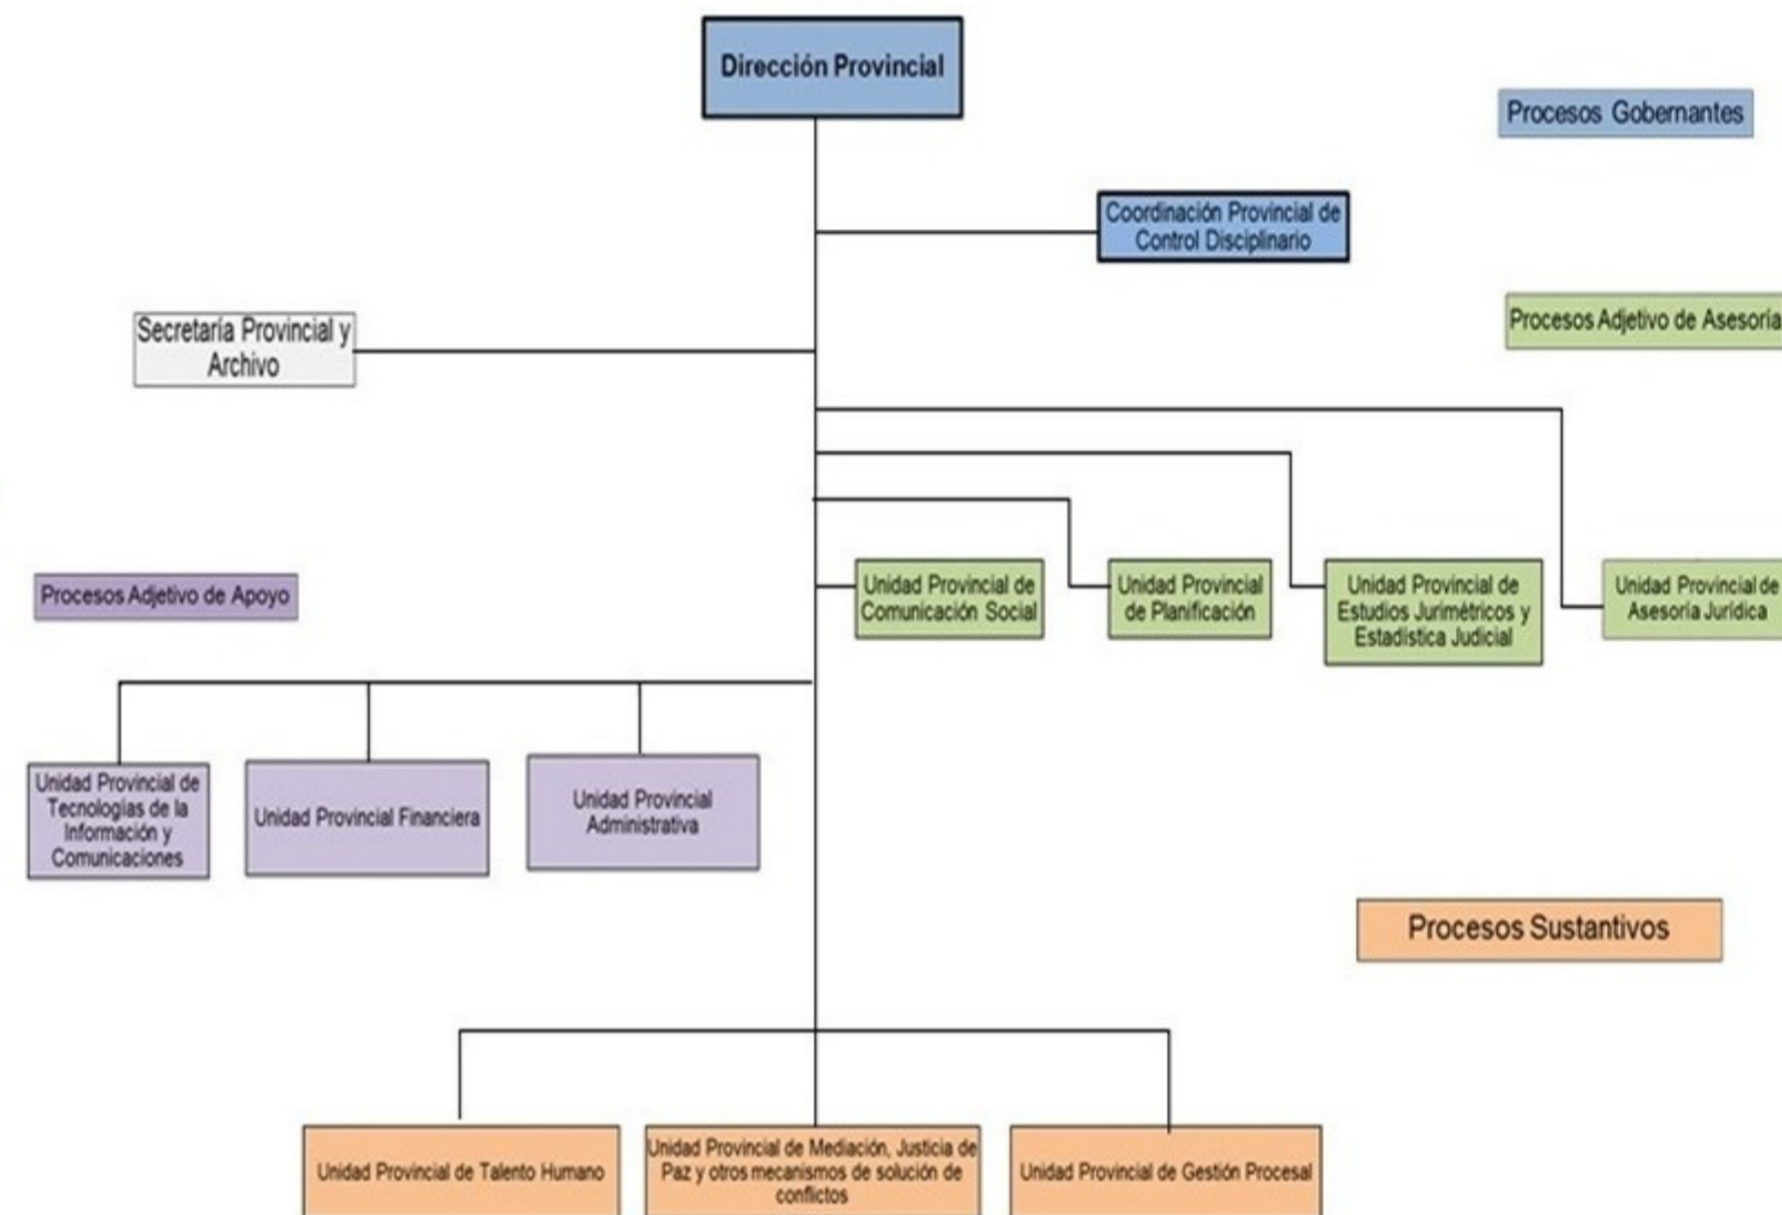 Dirección Provincial
Procesos Gobernantes
Coordinación Provincial de
Control Disciplinario
Procesos Adjetivo de Asesoría
Secretaría Provincial y
Archivo
Procesos Adjetivo de Apoyo
Unidad Provincial de
Comunicación Social
Unidad Provincial
de Planificación
Unidad Provincial de
Estudios Jurimétricos y
Estadística Judicial
Unidad Provincial de
Asesoría Jurídica
Unidad Provincial de
Tecnologías de la
Información y
Comunicaciones
Unidad Provincial Financiera
Unidad Provincial
Administrativa
Procesos Sustantivos
Unidad Provincial de Talento Humano
Unidad Provincial de Mediación, Justicia de
Paz y otros mecanismos de solución de
conflictos
Unidad Provincial de Gestión Procesal